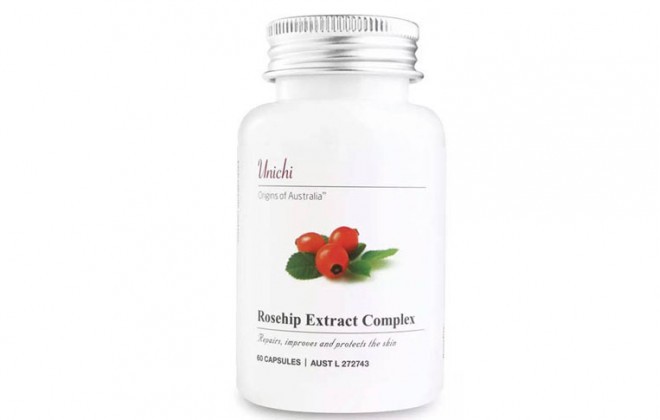 Unichi
Origins of Australia™
Rosehip Extract Complex
Repairs, improves and protects the skin
60 CAPSULES | AUST L 272743